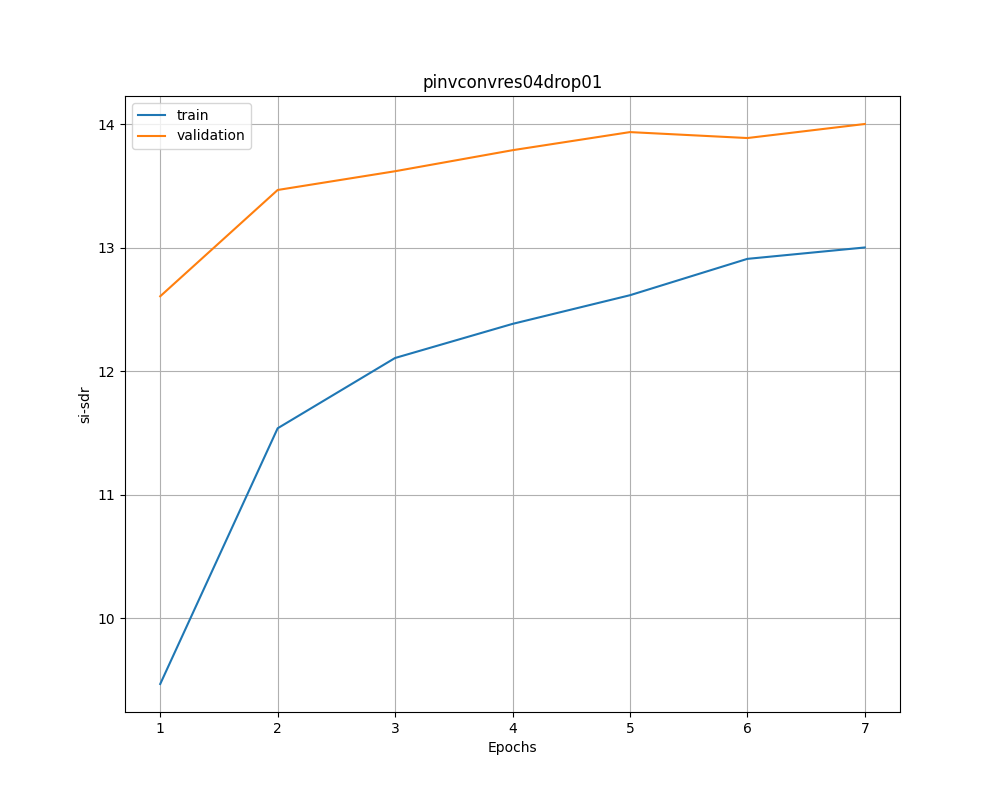 pinvconvres04drop01
train
validation
14
13
12
11
10
si-sdr
1 2 3 4 5 6 7
Epochs